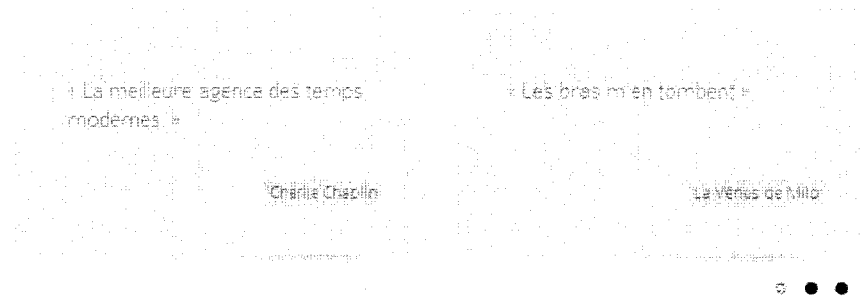 « La meilleure agence des temps
modernes. »
Charlie Chaplin
« Les bras m'en tombent »
La Vénus de Milo